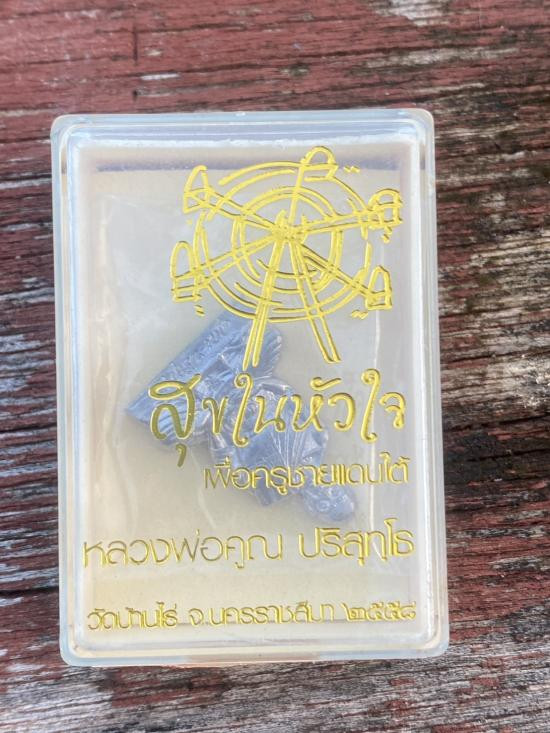 สุขในหัวใจ
เพื่อครูชายแดนใต้
หลวงพ่อคูณ ปริสุทฺโธ
วัดบ้านไร่ จ.นครราชสีมา ๒๕๕๘